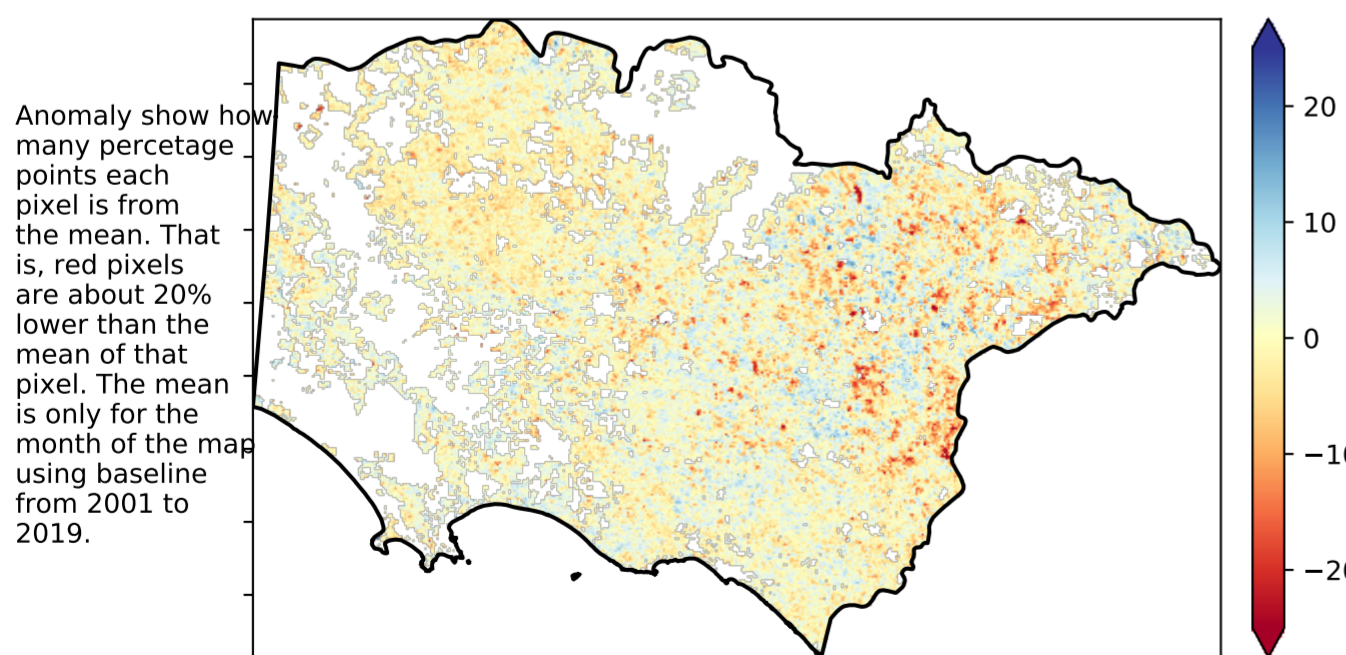 Anomaly show how
many percetage
points each
pixel is from
the mean. That
is, red pixels
are about 20%
lower than the
mean of that
pixel. The mean
is only for the
month of the map
using baseline
from 2001 to
2019.
20
10
0
−10
−20